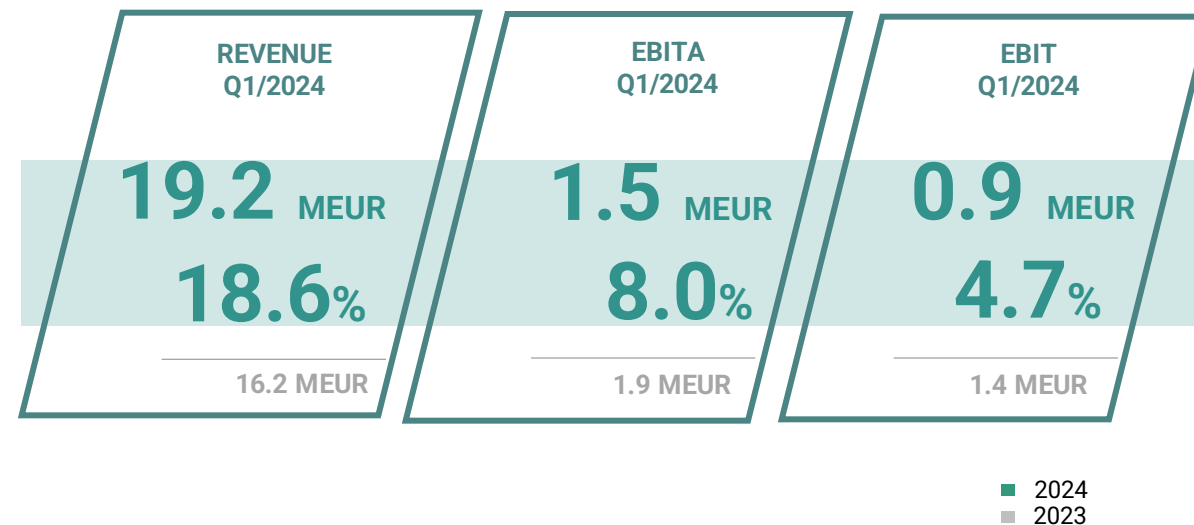 REVENUE
Q1/2024
19.2 MEUR
18.6%
16.2 MEUR
EBITA
Q1/2024
1.5 MEUR
8.0%
1.9 MEUR
EBIT
Q1/2024
0.9 MEUR
4.7%
1.4 MEUR
2024
2023